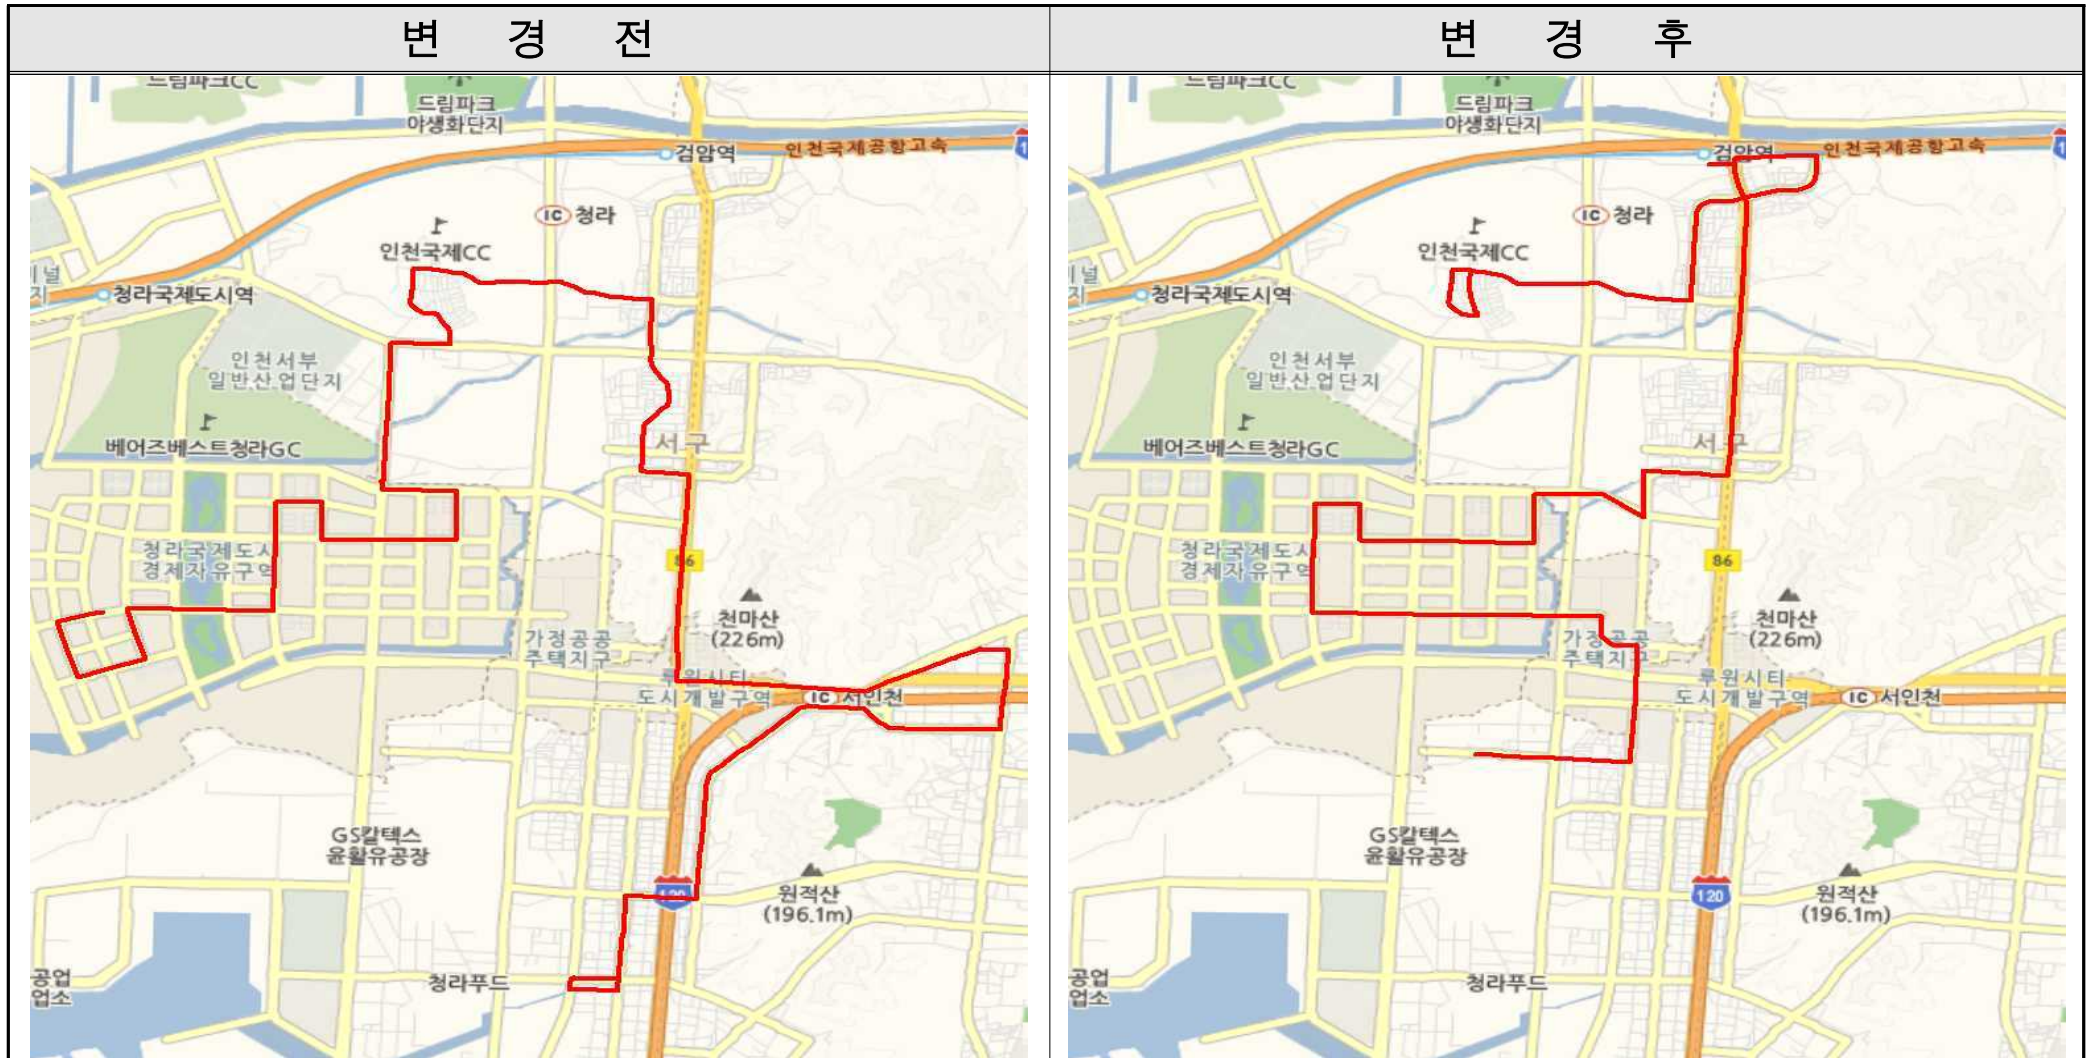 변 경 전
변 경 후
드림파크CC
드림파크
야생화단지
검암역
인천국제공항고속
IC 청라
인천국제CC
청라국제도시역
인천서부
일반산업단지
베어즈베스트청라GC
서구
청라국제도시
경제자유구역
86
천마산
(226m)
가정공공
주택지구
루원시티
도시개발구역
IC 서인천
GS칼텍스
윤활유공장
120
원적산
(196.1m)
청라푸드
공업
업소
드림파크CC
드림파크
야생화단지
검암역
인천국제공항고속
IC 청라
인천국제CC
청라국제도시역
인천서부
일반산업단지
베어즈베스트청라GC
서구
청라국제도시
경제자유구역
86
천마산
(226m)
가정공공
주택지구
루원시티
도시개발구역
IC 서인천
GS칼텍스
윤활유공장
120
원적산
(196.1m)
청라푸드
공업
업소